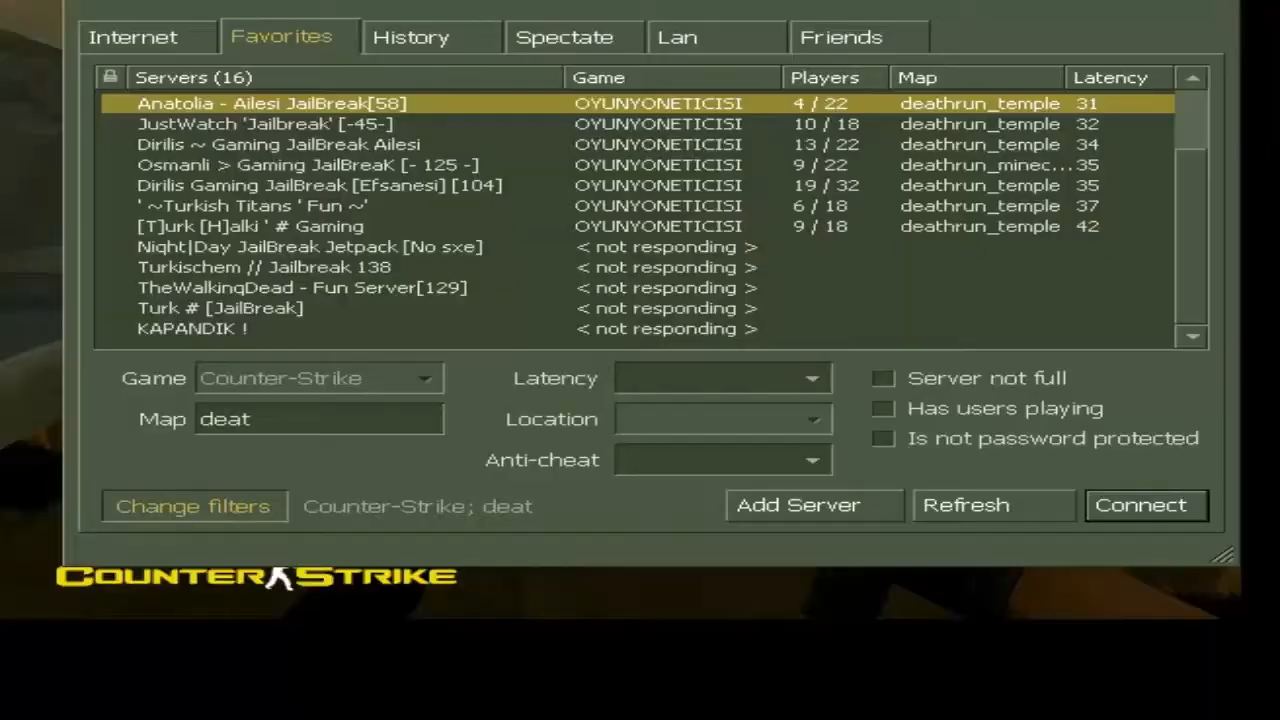 Internet Favorites History Spectate Lan Friends
Servers (16) Game Players Map Latency
Anatolia - Ailesi JailBreak[58] OYUNYONETICISI 4 / 22 deathrun_temple 31
JustWatch 'Jailbreak' [-45-] OYUNYONETICISI 10 / 18 deathrun_temple 32
Dirilis ~ Gaming JailBreak Ailesi OYUNYONETICISI 13 / 22 deathrun_temple 34
Osmanli > Gaming JailBreaK [- 125 -] OYUNYONETICISI 9 / 22 deathrun_minec... 35
Dirilis Gaming JailBreak [Efsanesi] [104] OYUNYONETICISI 19 / 32 deathrun_temple 35
' ~Turkish Titans ' Fun ~' OYUNYONETICISI 6 / 18 deathrun_temple 37
[T]urk [H]alki ' # Gaming OYUNYONETICISI 9 / 18 deathrun_temple 42
Night|Day JailBreak Jetpack [No sxe] < not responding >
Turkischem // Jailbreak 138 < not responding >
TheWalkingDead - Fun Server[129] < not responding >
Turk # [JailBreak] < not responding >
KAPANDIK ! < not responding >
Game Counter-Strike Latency Server not full
Map deat Location Has users playing
Anti-cheat Is not password protected
Change filters Counter-Strike; deat Add Server Refresh Connect
COUNTER STRIKE